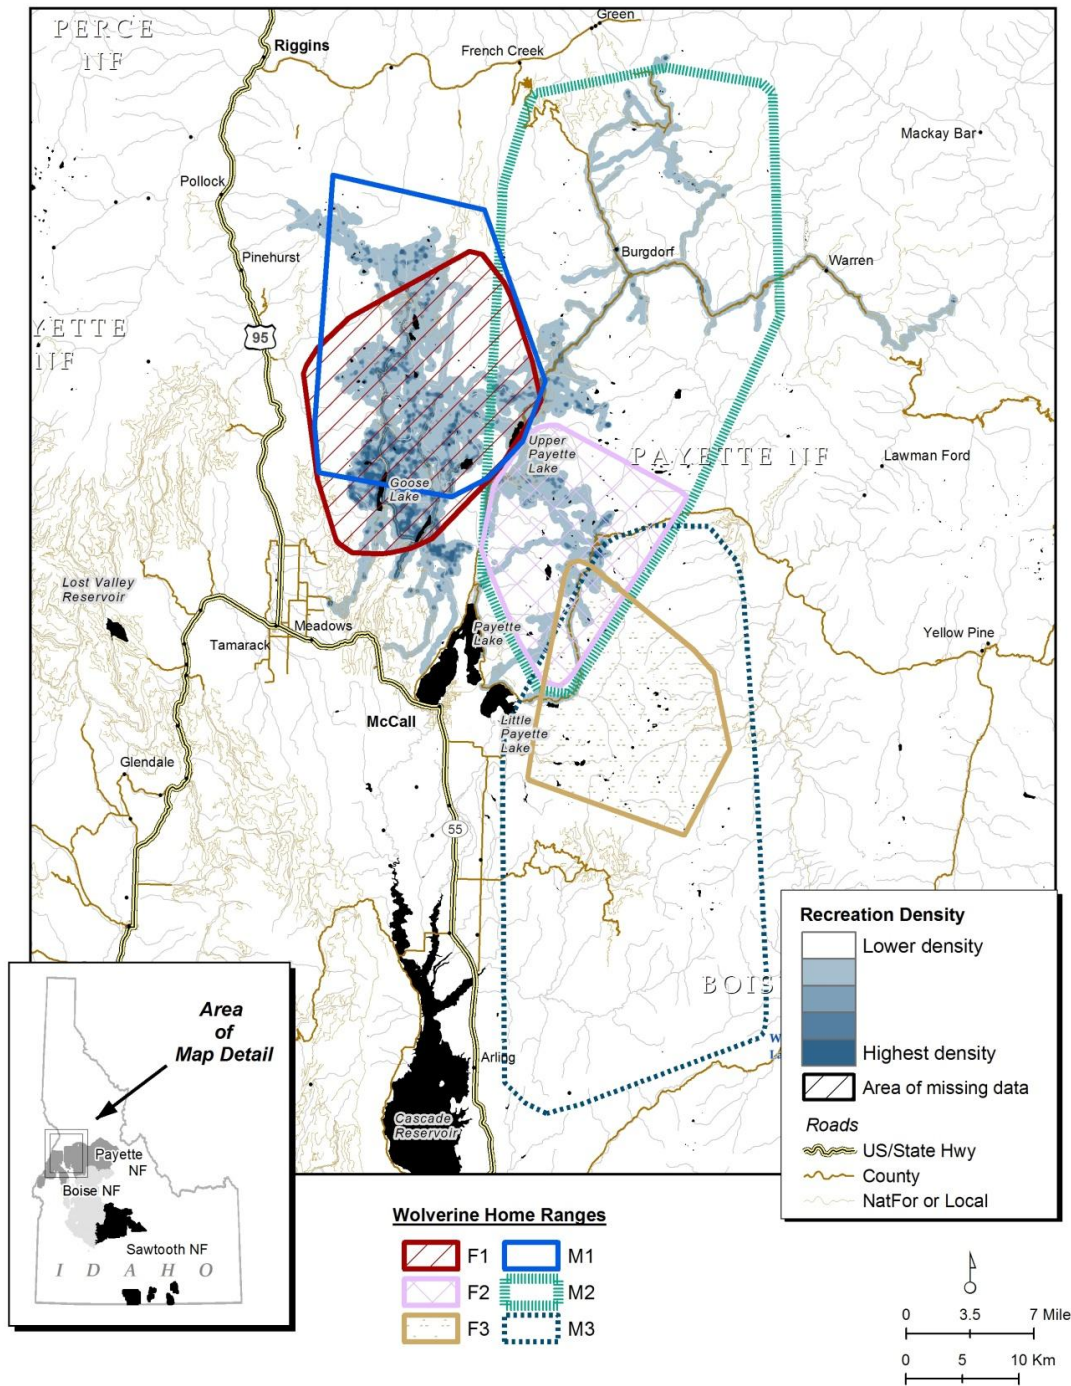 PERCE
NF
Riggins
Green
French Creek
Mackay Bar
Pollock
Pinehurst
Burgdorf
Warren
YETTE
NF
95
Upper
Payette
Lake
PAYETTE NF
Lawman Ford
Goose
Lake
Lost Valley
Reservoir
Meadows
Tamarack
Payette
Lake
Yellow Pine
McCall
Little
Payette
Lake
Glendale
55
BOIS
W
Arling
Cascade
Reservoir
Recreation Density
Lower density
Highest density
Area of missing data
Roads
US/State Hwy
County
NatFor or Local
Area
of
Map Detail
Payette
NF
Boise NF
Sawtooth NF
I D A H O
Wolverine Home Ranges
F1 M1
F2 M2
F3 M3
0 3.5 7 Mile
0 5 10 Km